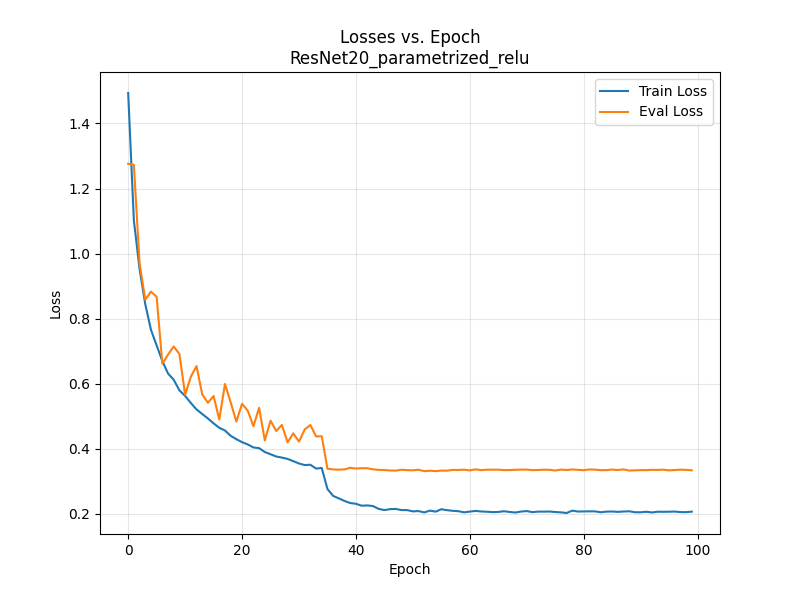 Losses vs. Epoch
ResNet20_parametrized_relu
Train Loss
Eval Loss
1.4
1.2
1.0
0.8
0.6
0.4
0.2
Loss
0
20
40
60
80
100
Epoch